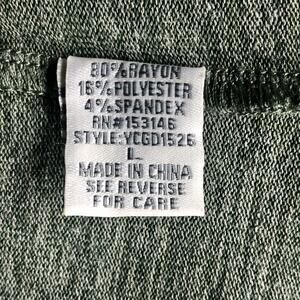 80% RAYON
16% POLYESTER
4% SPANDEX
RN#153146
STYLE:YCGD1526
L
MADE IN CHINA
SEE REVERSE
FOR CARE